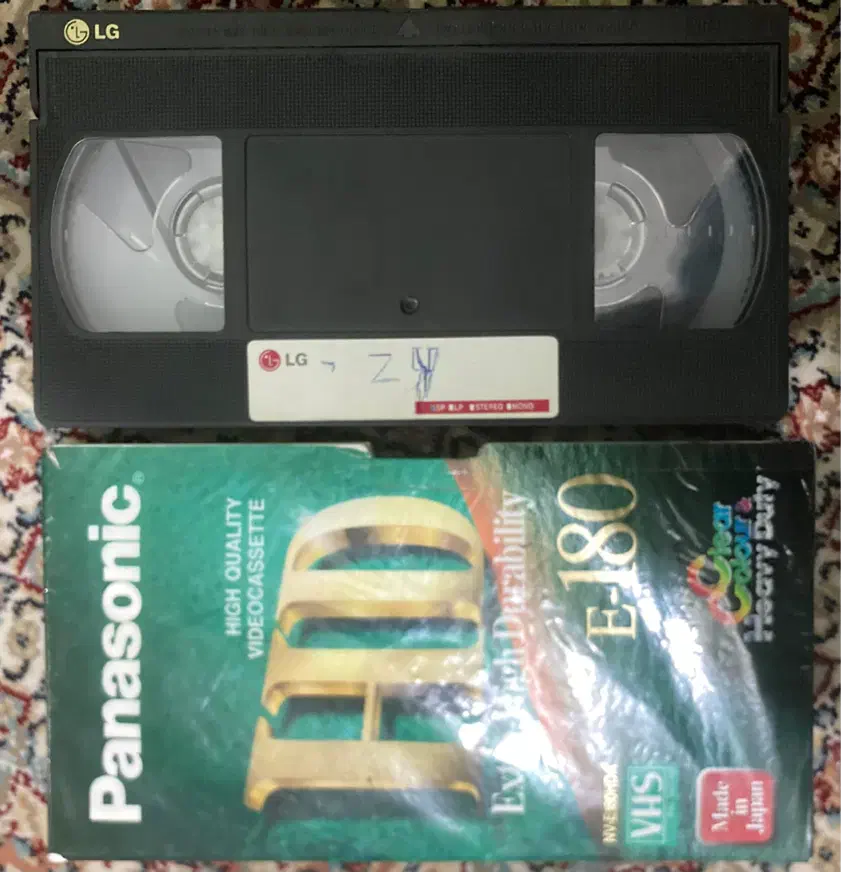 LG
LG
SP LP STEREO MONO
Panasonic
HIGH QUALITY
VIDEOCASSETTE
HD
Extra High Durability
E-180
Clear
Colour &
Heavy Duty
VHS
Made
in
Japan